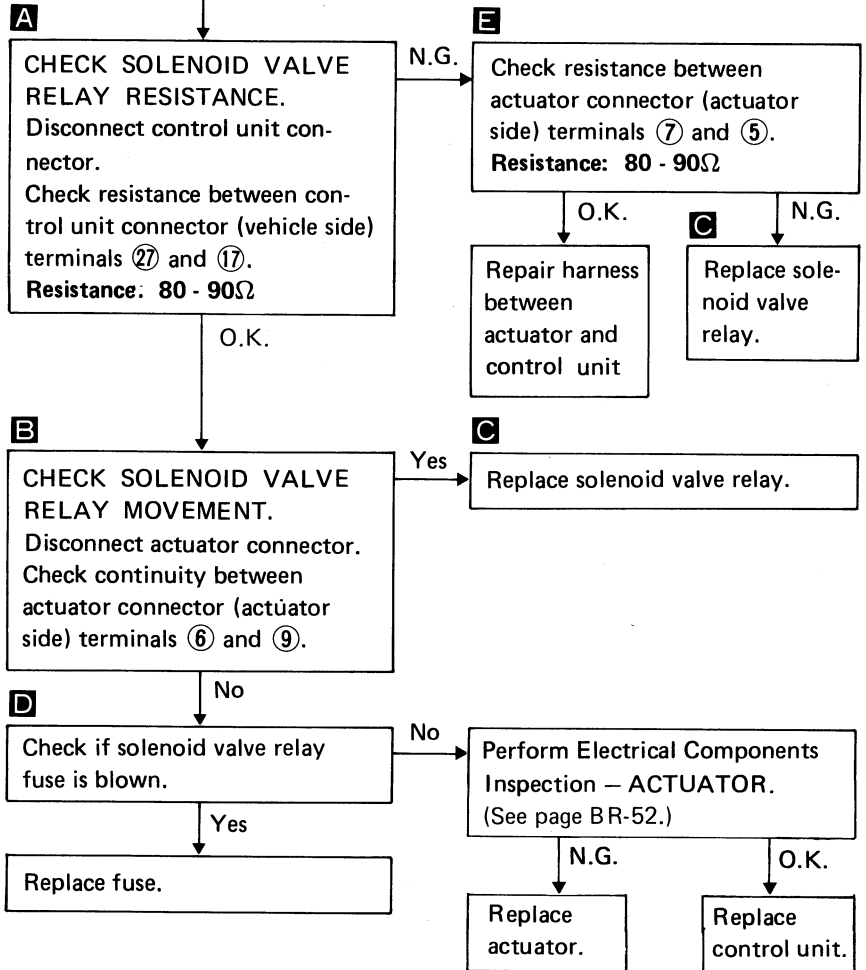 A
CHECK SOLENOID VALVE
RELAY RESISTANCE.
Disconnect control unit con-
nector.
Check resistance between con-
trol unit connector (vehicle side)
terminals ㉗ and ⑰.
Resistance: 80 - 90Ω
N.G.
E
Check resistance between
actuator connector (actuator
side) terminals ⑦ and ⑤.
Resistance: 80 - 90Ω
O.K.
Repair harness
between
actuator and
control unit
N.G.
C
Replace sole-
noid valve
relay.
O.K.
B
CHECK SOLENOID VALVE
RELAY MOVEMENT.
Disconnect actuator connector.
Check continuity between
actuator connector (actuator
side) terminals ⑥ and ⑨.
Yes
C
Replace solenoid valve relay.
No
D
Check if solenoid valve relay
fuse is blown.
Yes
Replace fuse.
No
Perform Electrical Components
Inspection — ACTUATOR.
(See page BR-52.)
N.G.
Replace
actuator.
O.K.
Replace
control unit.